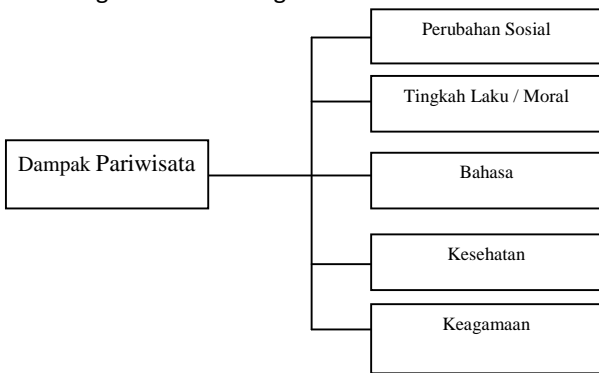 Perubahan Sosial
Tingkah Laku / Moral
Dampak Pariwisata
Bahasa
Kesehatan
Keagamaan